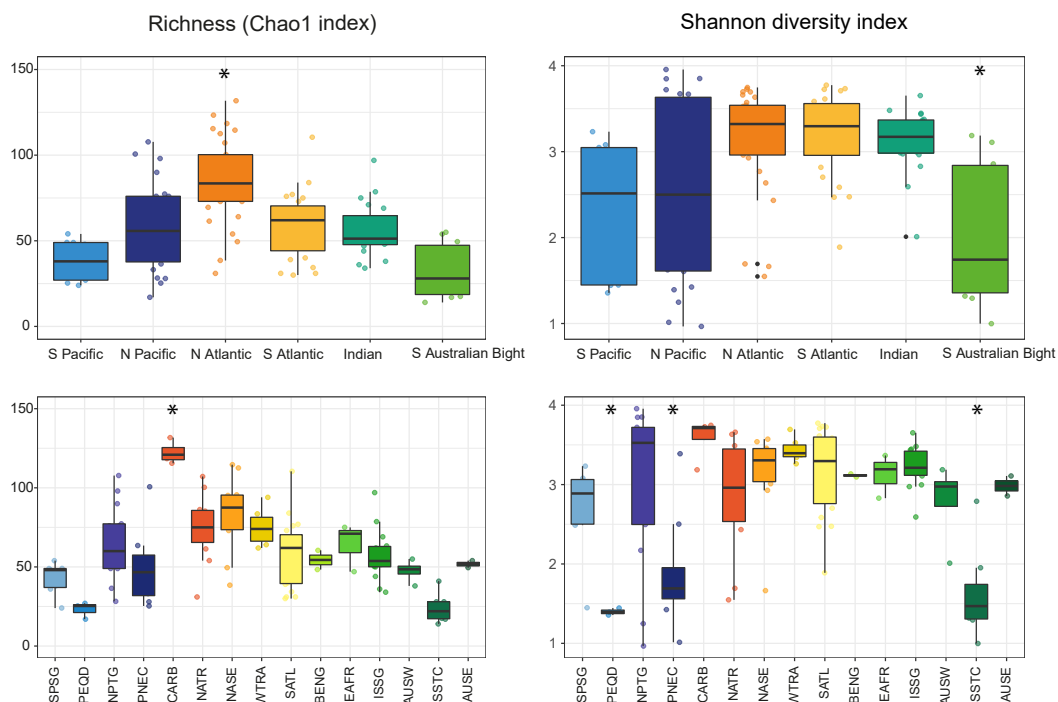 Richness (Chao1 index)
Shannon diversity index
150
*
100
50
0
S Pacific
N Pacific
N Atlantic
S Atlantic
Indian
S Australian Bight
4
*
3
2
1
S Pacific
N Pacific
N Atlantic
S Atlantic
Indian
S Australian Bight
150
*
100
50
0
SPSG
PEQD
NPTG
PNEC
CARB
NATR
NASE
WTRA
SATL
BENG
EAFR
ISSG
AUSW
SSTC
AUSE
4
* * *
3
2
1
SPSG
PEQD
NPTG
PNEC
CARB
NATR
NASE
WTRA
SATL
BENG
EAFR
ISSG
AUSW
SSTC
AUSE